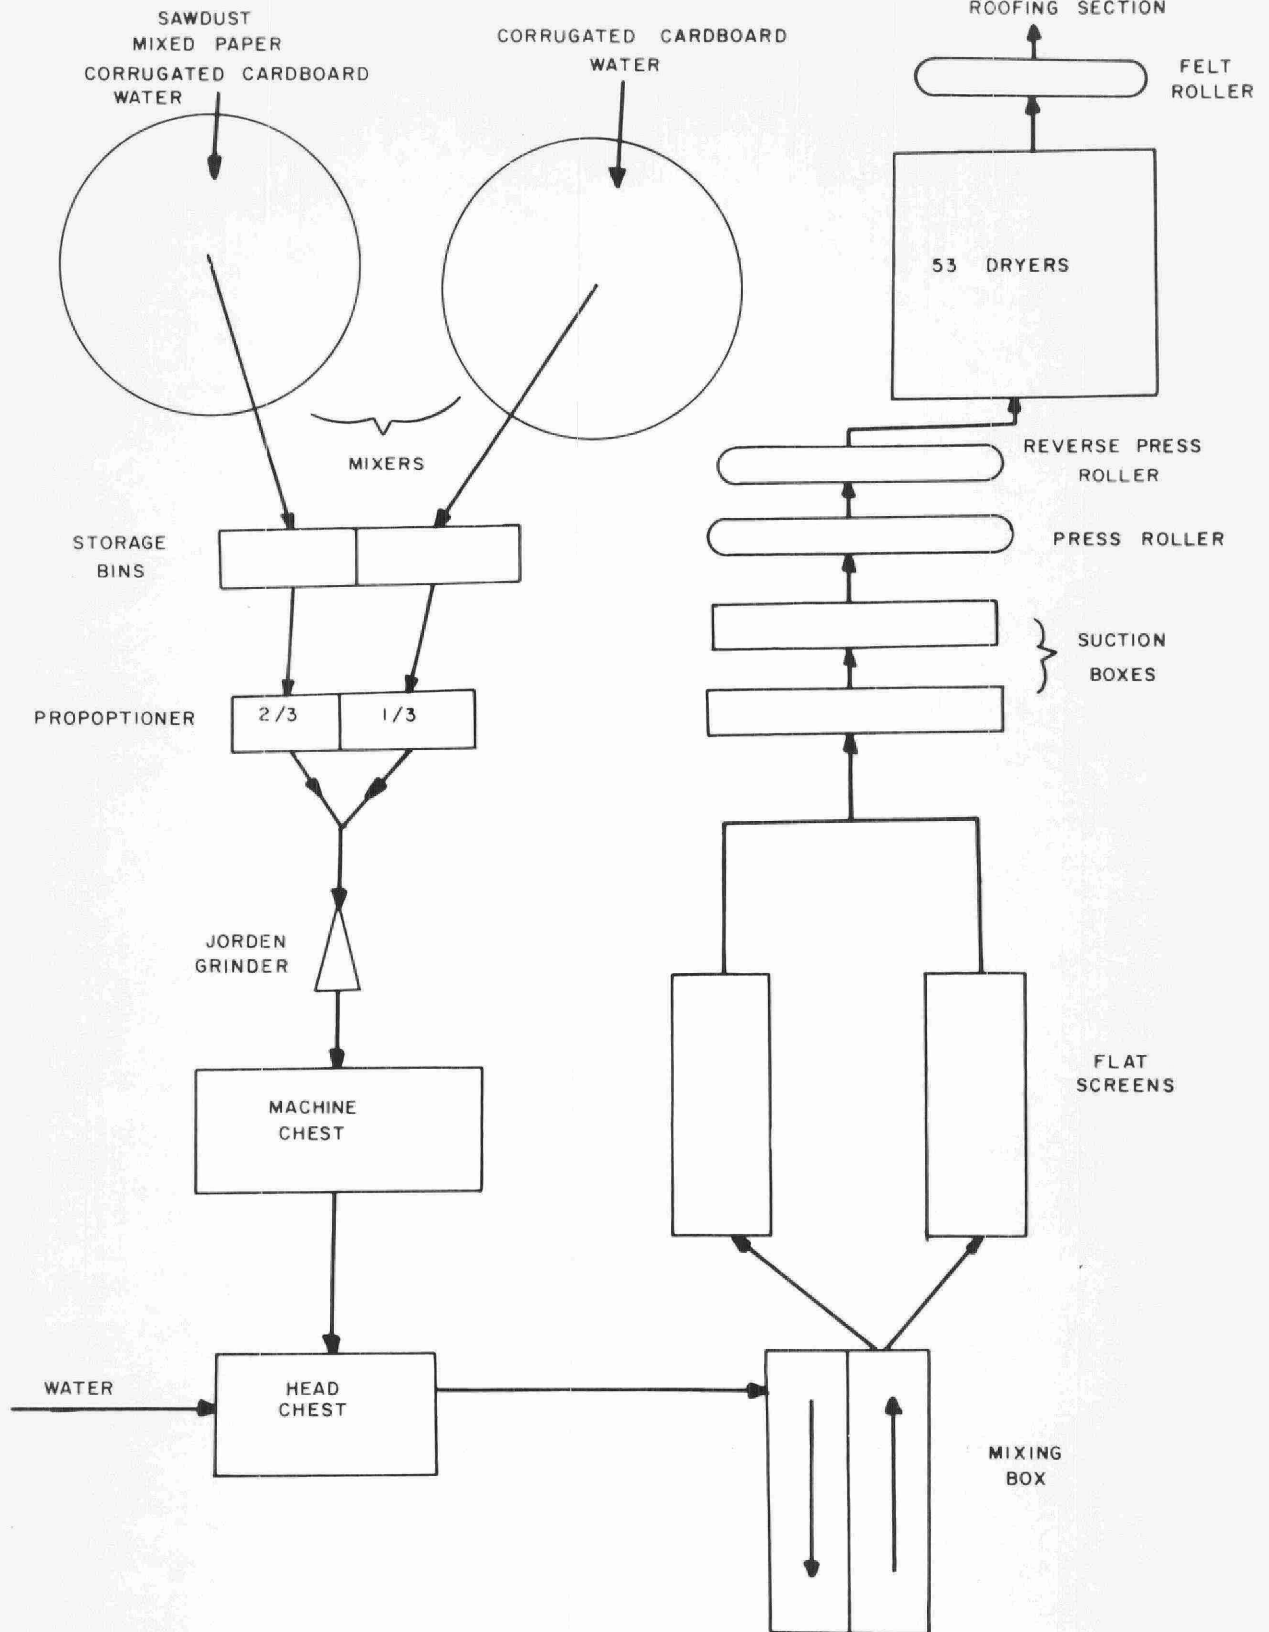 SAWDUST
MIXED PAPER
CORRUGATED CARDBOARD
WATER
CORRUGATED CARDBOARD
WATER
ROOFING SECTION
FELT
ROLLER
53 DRYERS
MIXERS
REVERSE PRESS
ROLLER
STORAGE
BINS
PRESS ROLLER
SUCTION
BOXES
PROPOPTIONER
2/3
1/3
JORDEN
GRINDER
FLAT
SCREENS
MACHINE
CHEST
WATER
HEAD
CHEST
MIXING
BOX